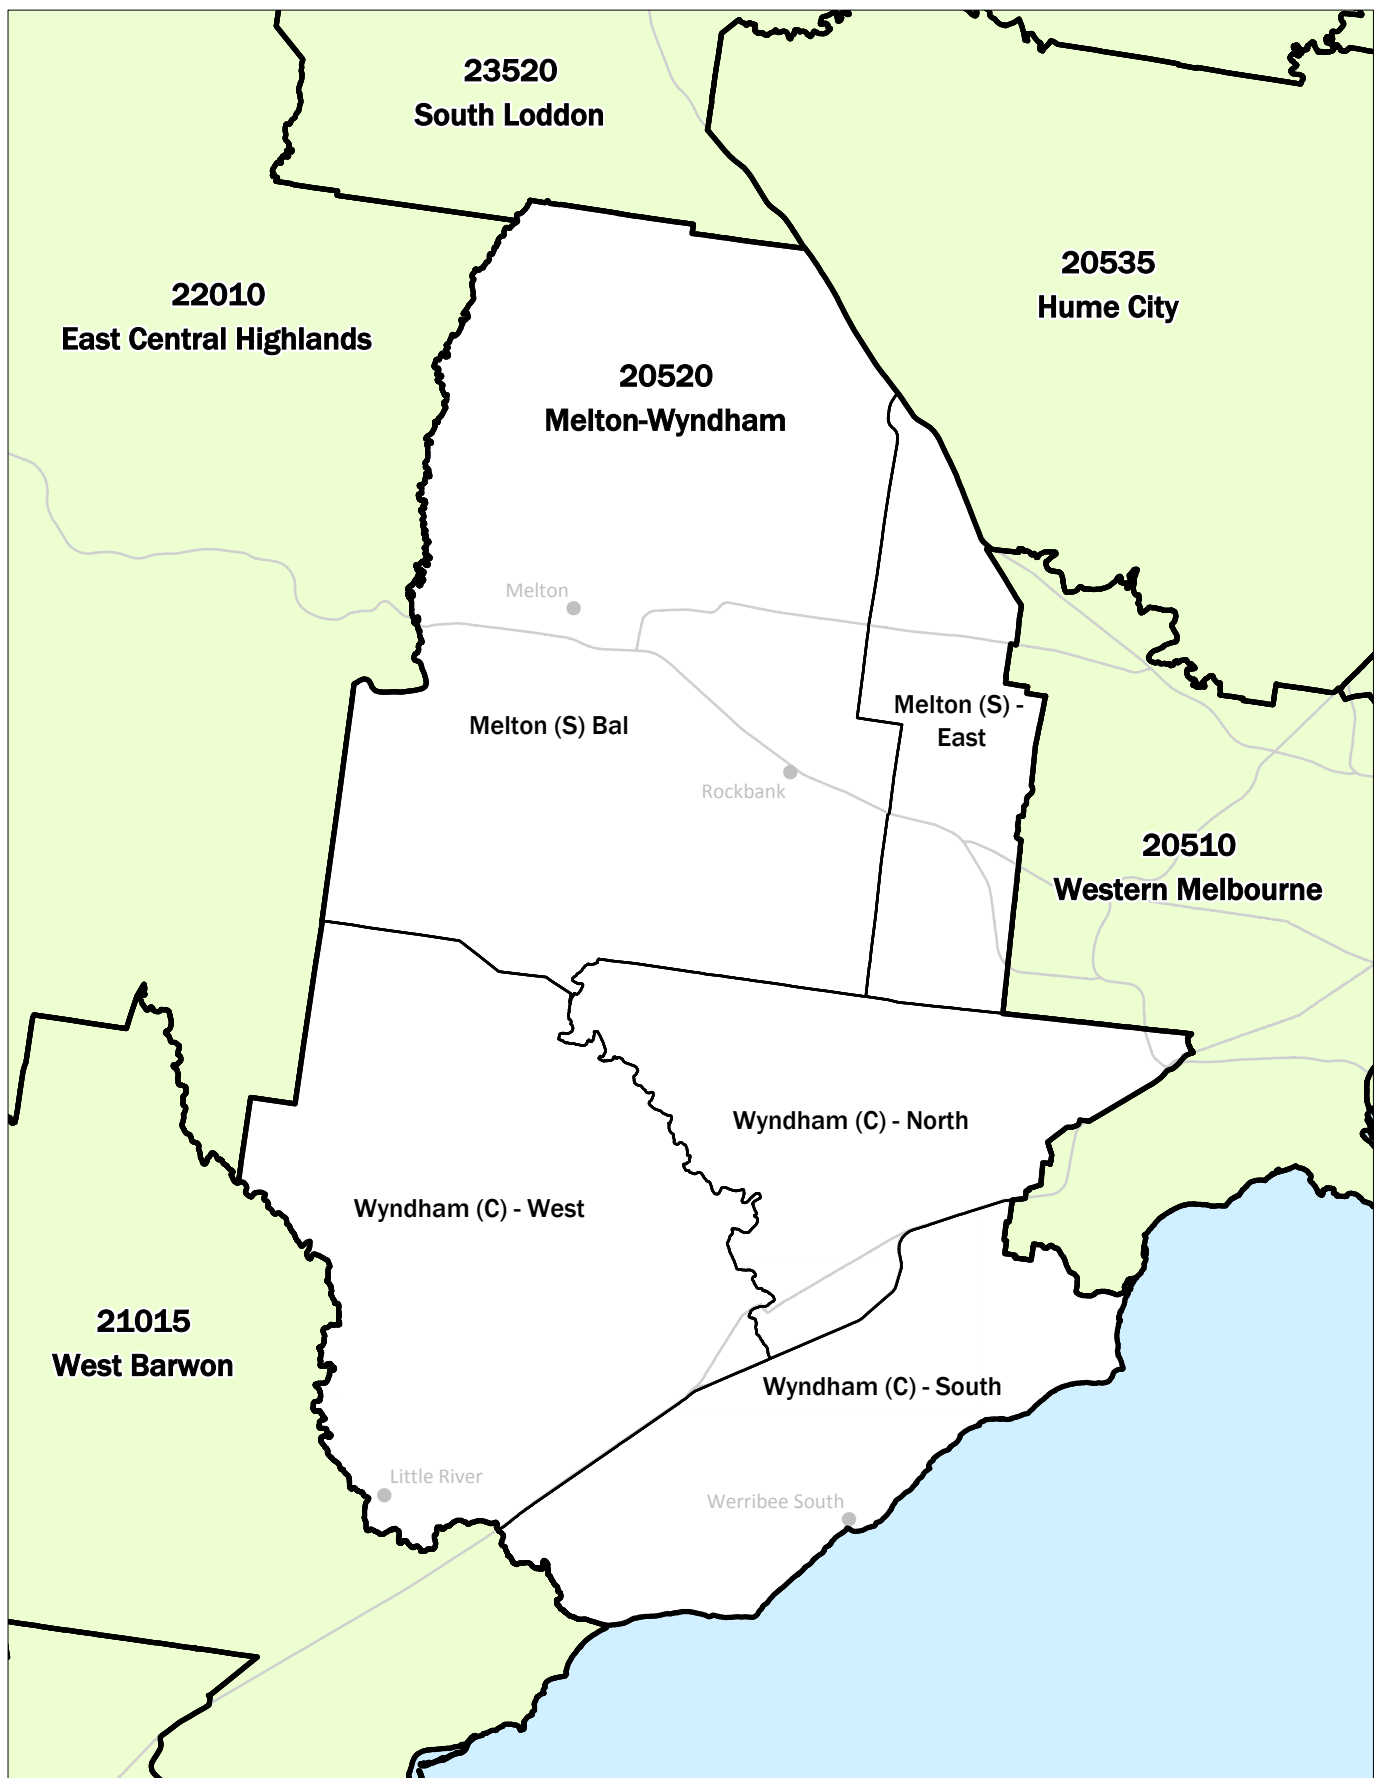 23520
South Loddon
20535
Hume City
22010
East Central Highlands
20520
Melton-Wyndham
Melton
Melton (S) Bal
Melton (S) -
East
Rockbank
20510
Western Melbourne
Wyndham (C) - North
Wyndham (C) - West
21015
West Barwon
Wyndham (C) - South
Little River
Werribee South